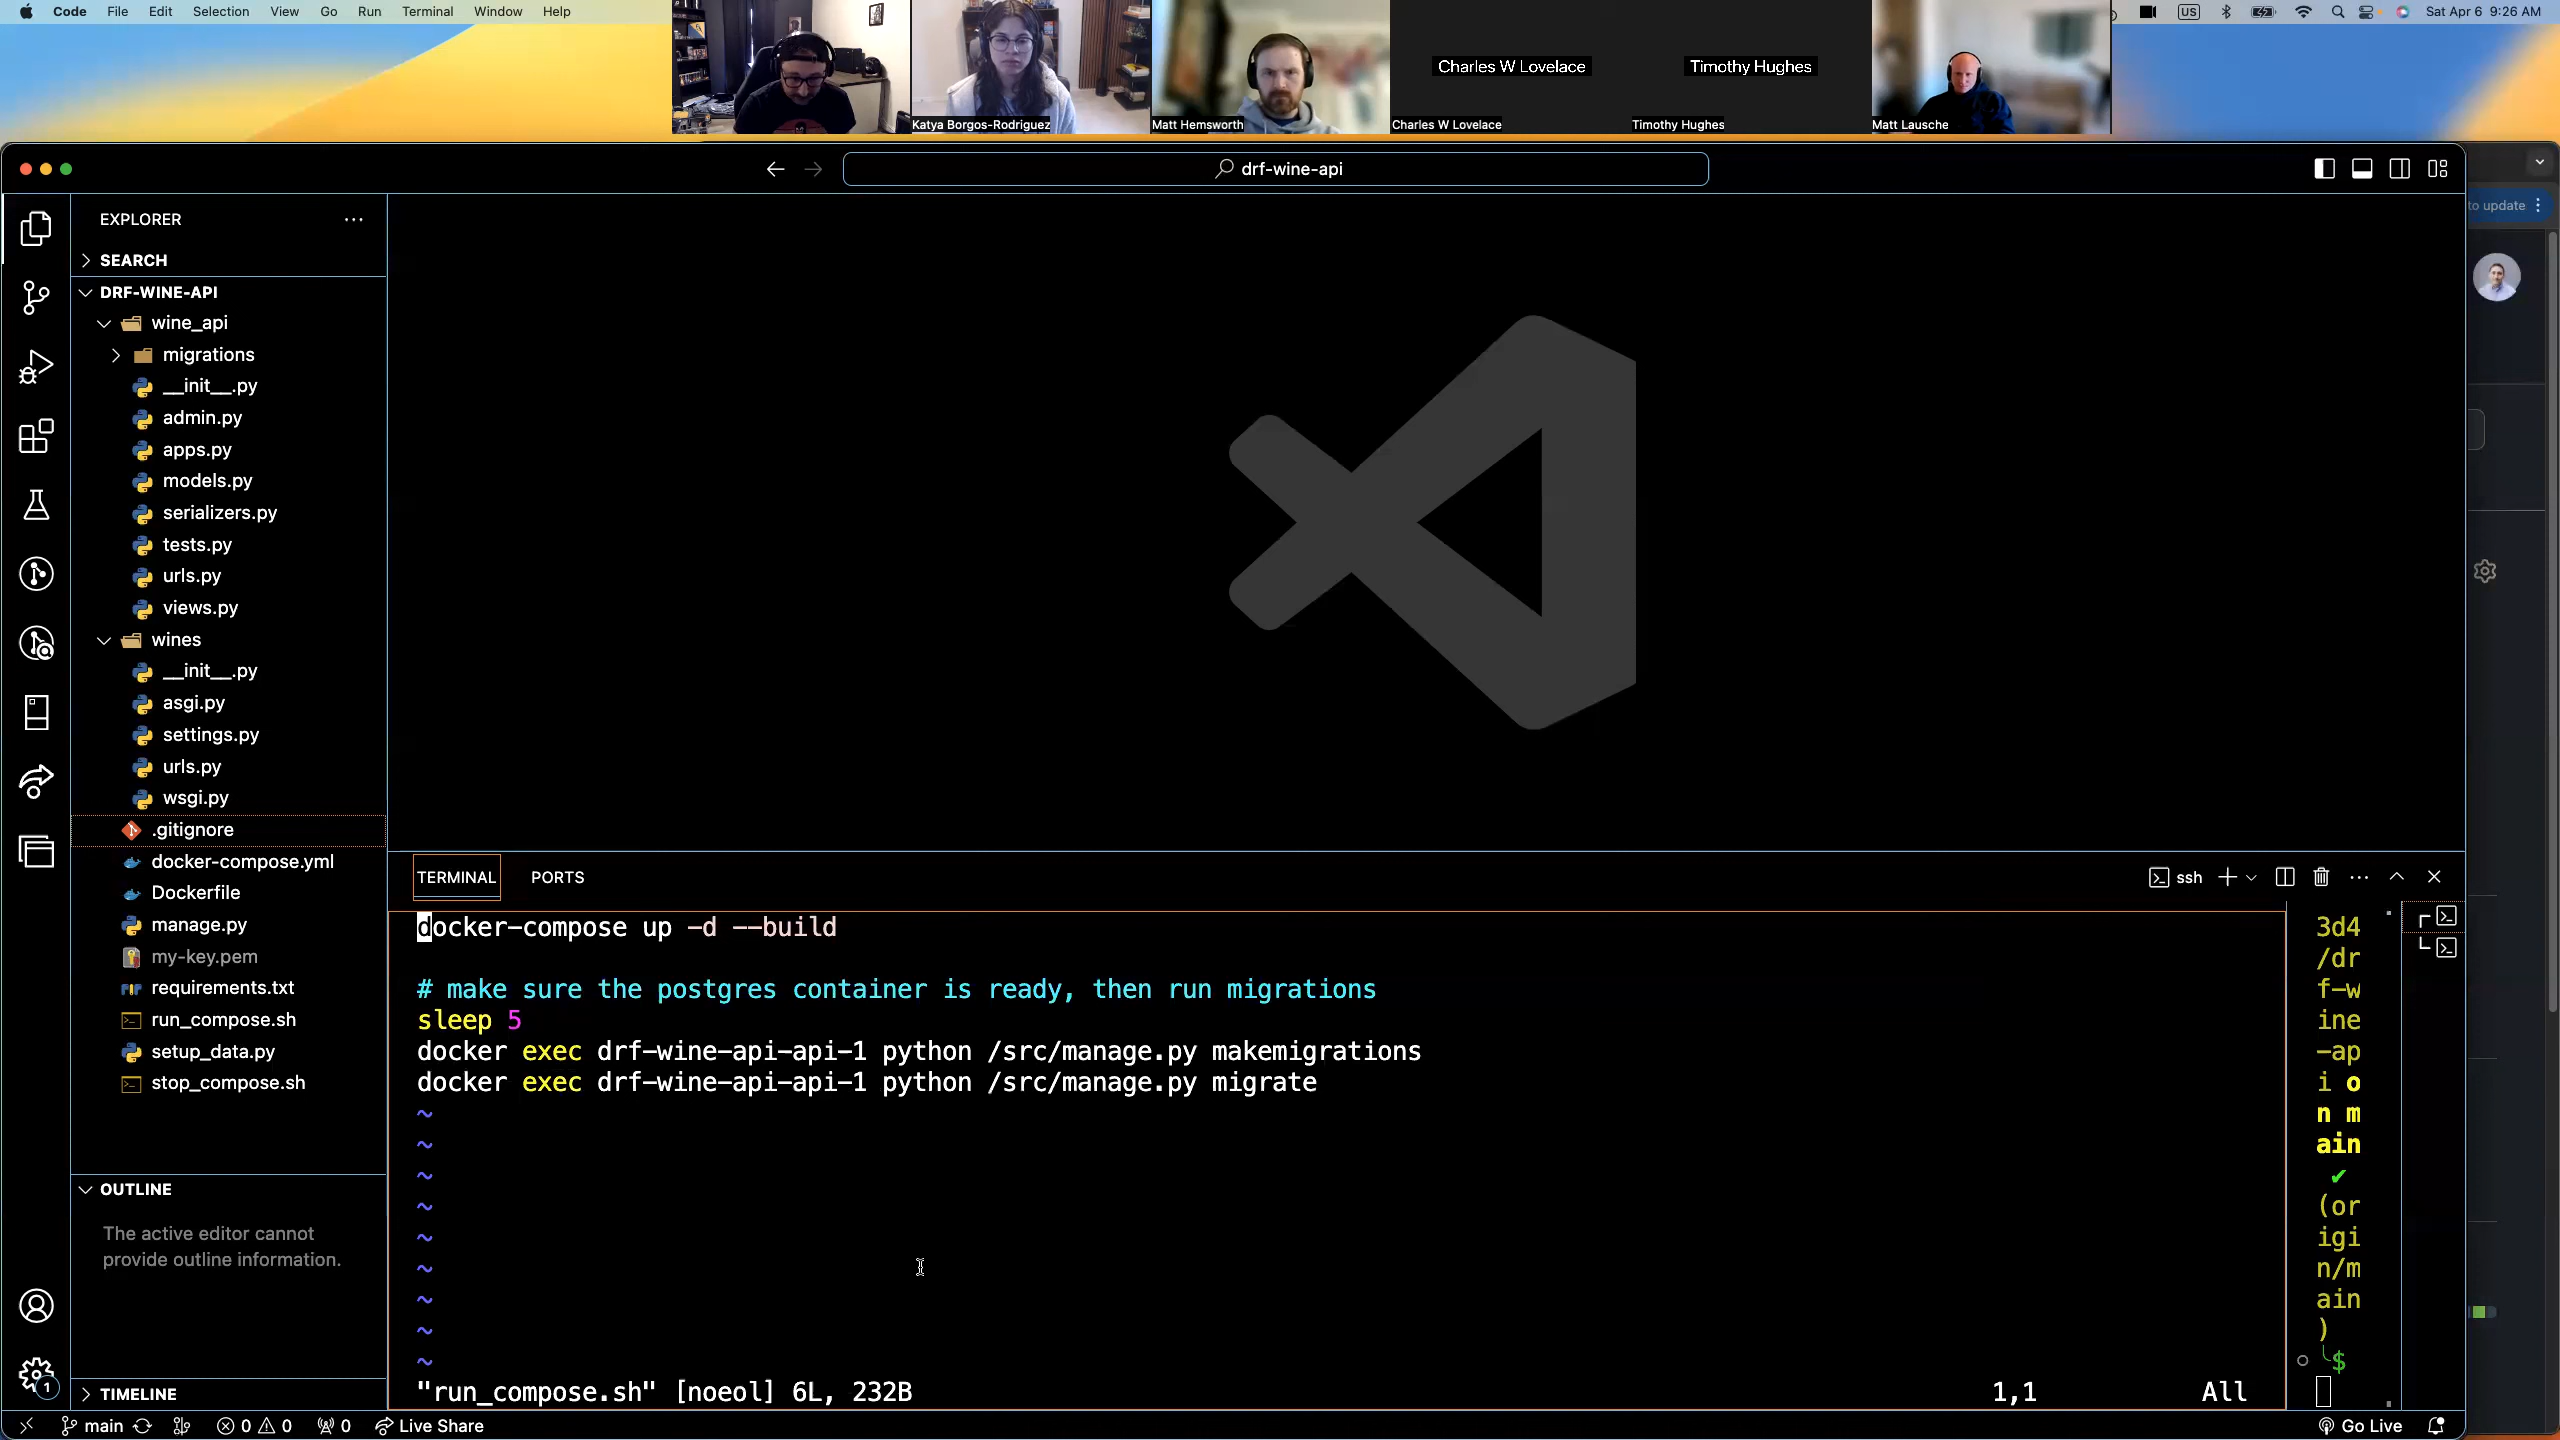 Code File Edit Selection View Go Run Terminal Window Help
US Sat Apr 6 9:26 AM
Charles W Lovelace
Timothy Hughes
Katya Borgos-Rodriguez
Matt Hemsworth
Charles W Lovelace
Timothy Hughes
Matt Lausche
drf-wine-api
to update
EXPLORER
SEARCH
DRF-WINE-API
wine_api
migrations
__init__.py
admin.py
apps.py
models.py
serializers.py
tests.py
urls.py
views.py
wines
__init__.py
asgi.py
settings.py
urls.py
wsgi.py
.gitignore
docker-compose.yml
Dockerfile
manage.py
my-key.pem
requirements.txt
run_compose.sh
setup_data.py
stop_compose.sh
OUTLINE
The active editor cannot
provide outline information.
TIMELINE
TERMINAL PORTS
ssh
docker-compose up -d --build
# make sure the postgres container is ready, then run migrations
sleep 5
docker exec drf-wine-api-api-1 python /src/manage.py makemigrations
docker exec drf-wine-api-api-1 python /src/manage.py migrate
~
~
~
~
~
~
~
~
~
"run_compose.sh" [noeol] 6L, 232B 1,1 All
3d4
/dr
f-w
ine
-ap
i o
n m
ain
✔
(or
igi
n/m
ain
)
╰$
1
main 0 0 0 Live Share Go Live